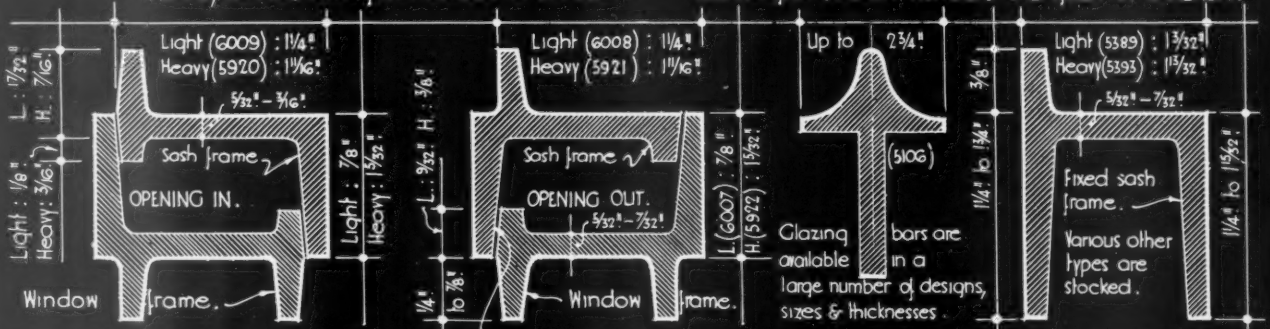 Light (6009) : 1¼".
Heavy (5920) : 1 11/16".
5/32" – 3/16".
L: 17/32" H: 7/16".
Light: 1/8"
Heavy: 3/16"
Sash frame
OPENING IN.
Light: 7/8"
Heavy: 1 5/32"
Window frame.
Light (6008) : 1¼".
Heavy (5921) : 1 11/16".
L: 9/32" H: 3/8"
Sash frame
OPENING OUT.
5/32" – 7/32".
¼" to 7/8"
Window frame.
L.(6007) : 7/8"
H.(5922) : 1 5/32"
Up to 2¾".
(5106)
Glazing bars are
available in a
large number of designs,
sizes & thicknesses.
Light (5389) : 1 3/32"
Heavy (5393) : 1 13/32"
5/32" – 7/32".
3/8"
1¼" to 1¾"
Fixed sash
frame.
Various other
types are
stocked.
1¼" to 1 15/32"